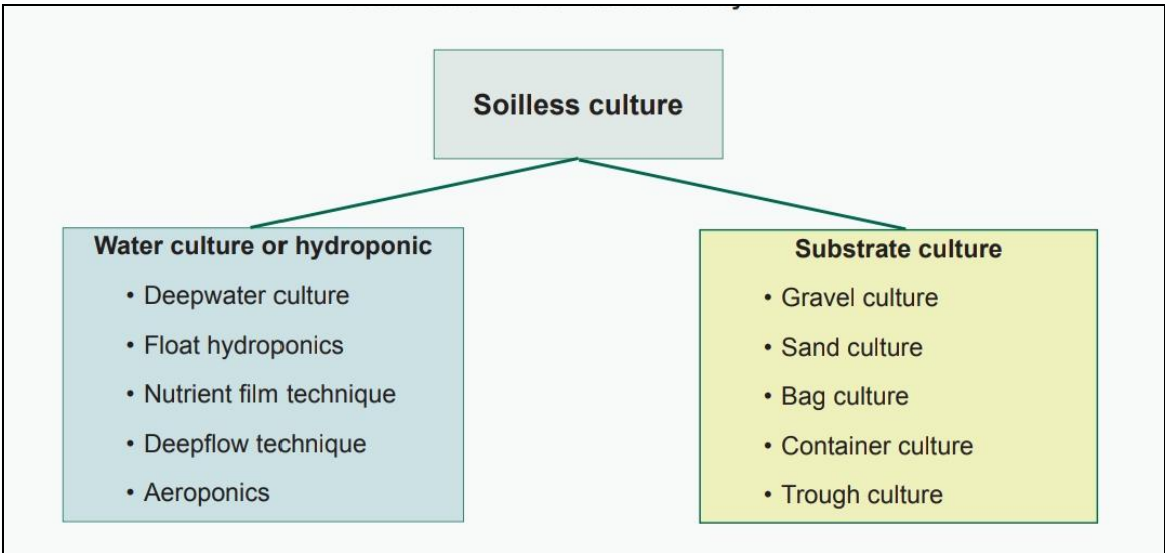 Soilless culture
Water culture or hydroponic
• Deepwater culture
• Float hydroponics
• Nutrient film technique
• Deepflow technique
• Aeroponics
Substrate culture
• Gravel culture
• Sand culture
• Bag culture
• Container culture
• Trough culture